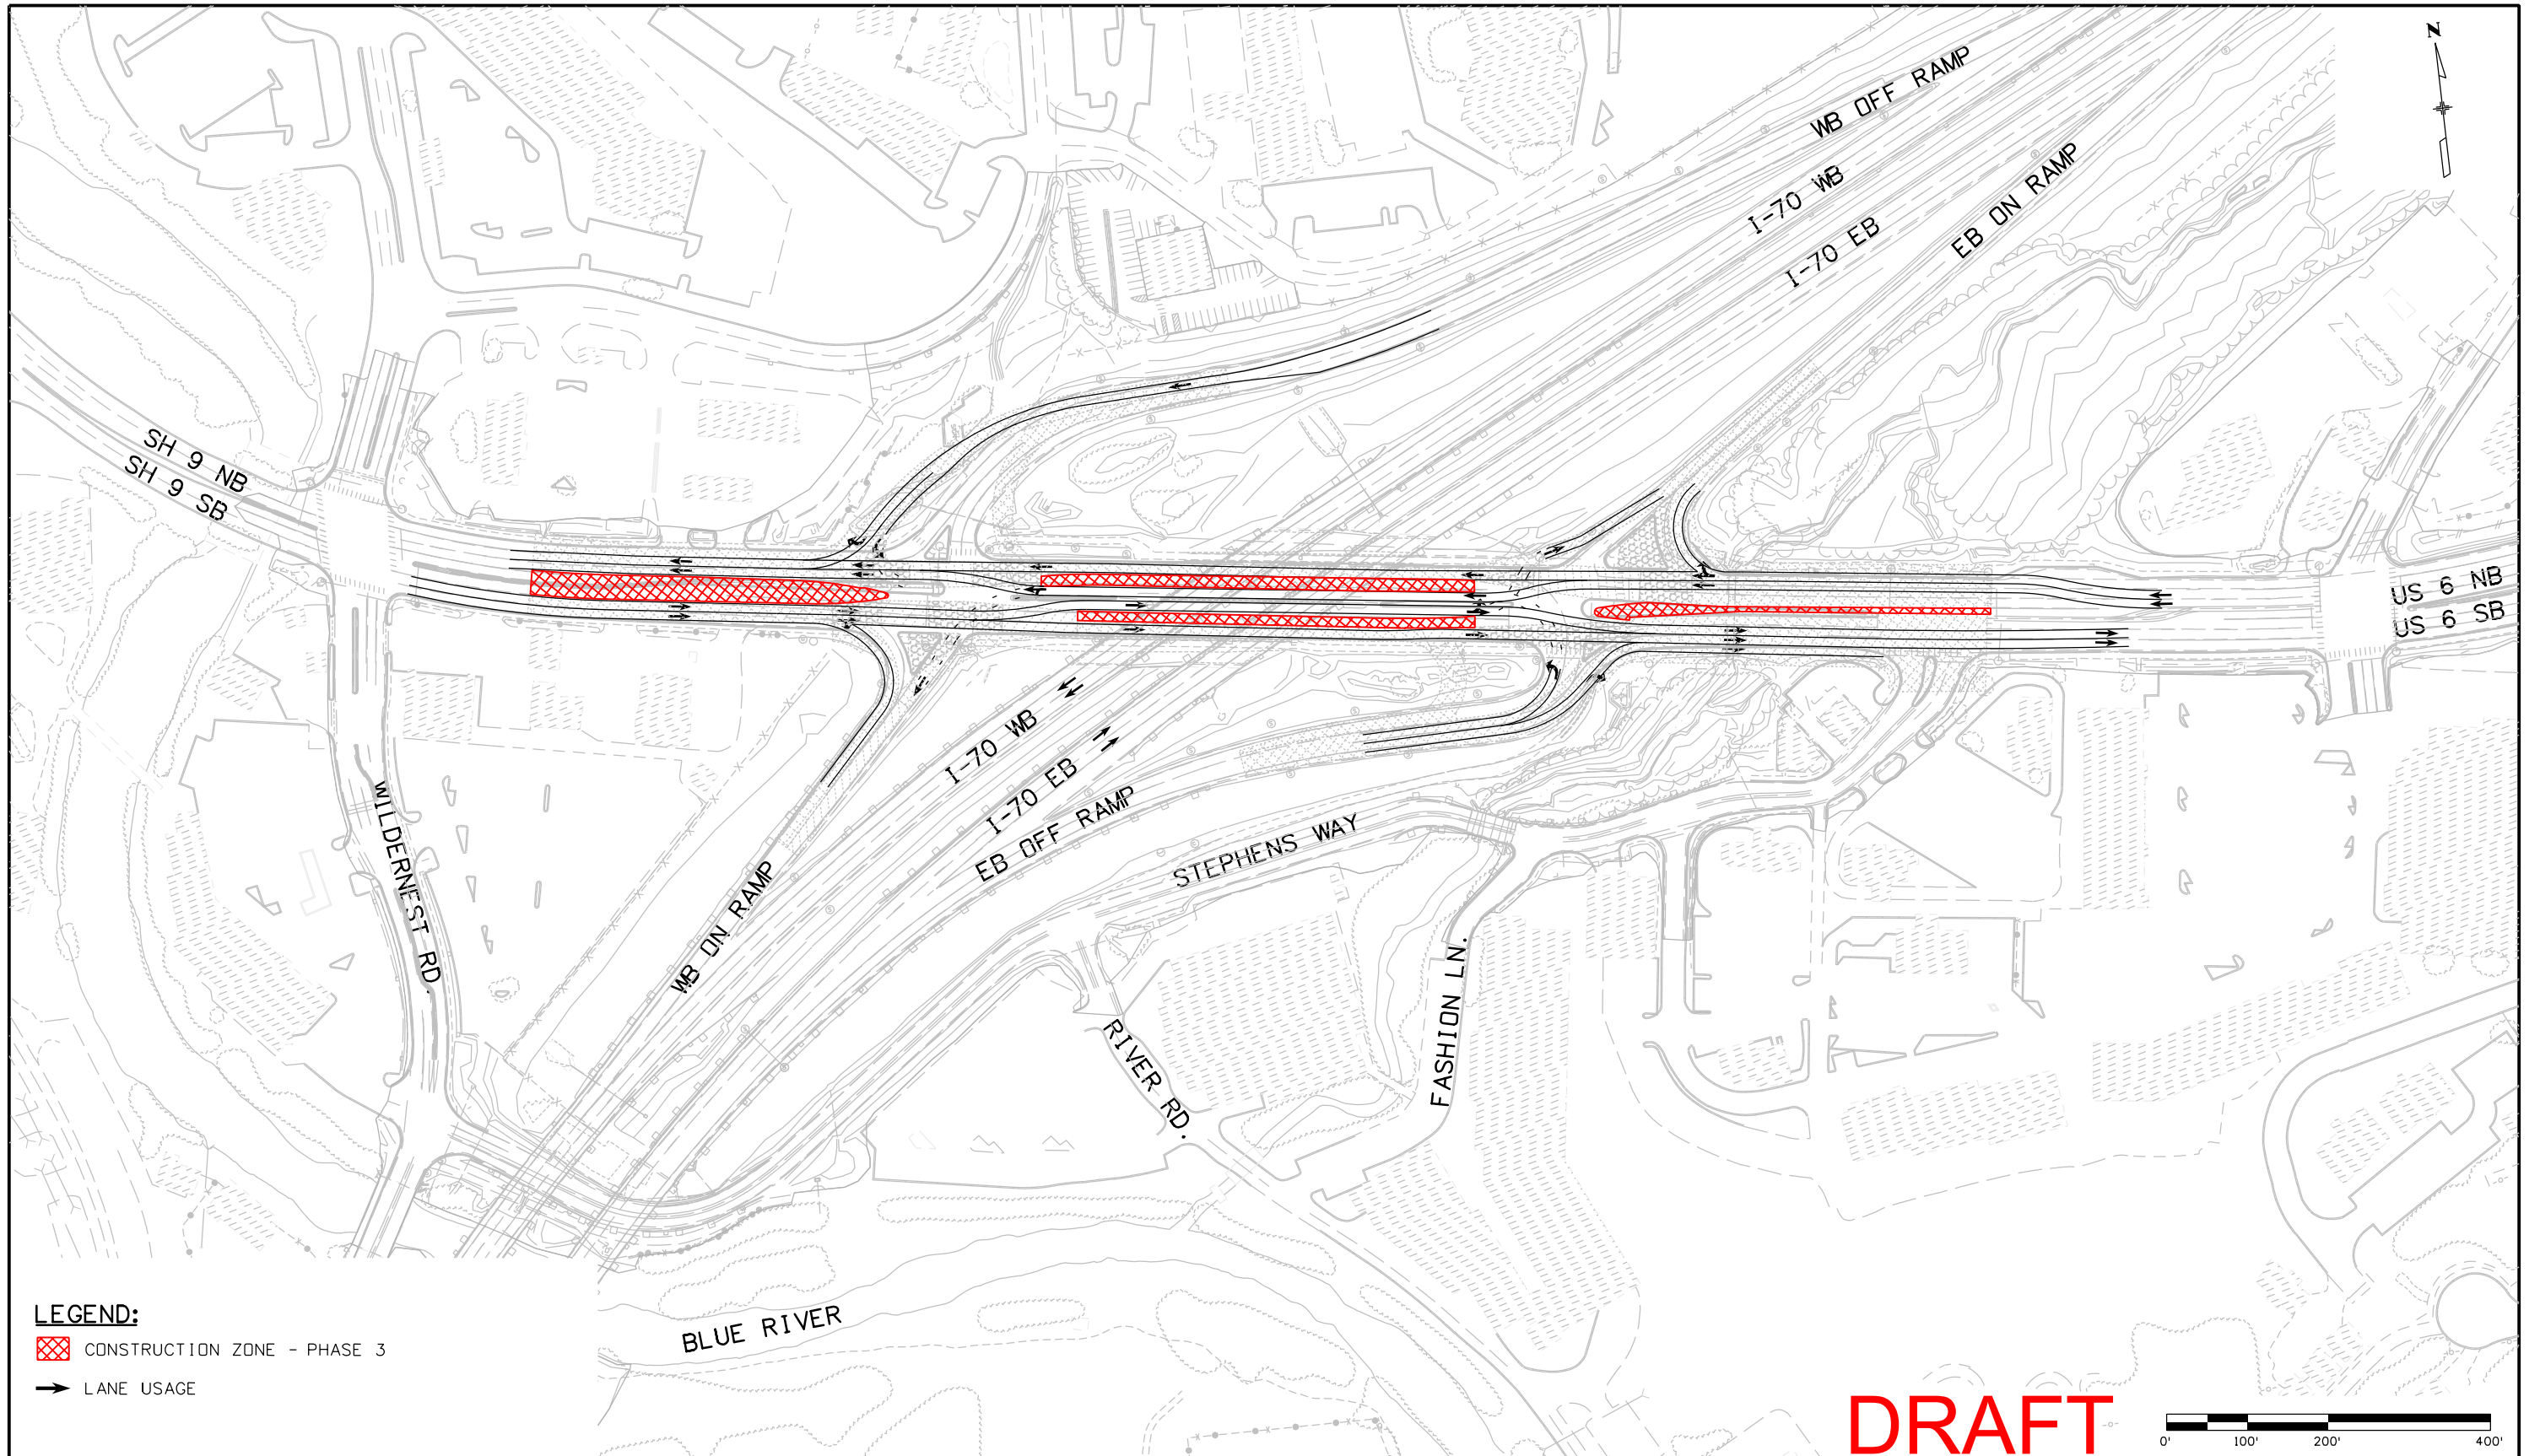 N
WB OFF RAMP
I-70 WB
I-70 EB
EB ON RAMP
SH 9 NB
SH 9 SB
US 6 NB
US 6 SB
I-70 WB
I-70 EB
EB OFF RAMP
WB ON RAMP
STEPHENS WAY
WILDERNEST RD.
RIVER RD.
FASHION LN.
BLUE RIVER
LEGEND:
CONSTRUCTION ZONE - PHASE 3
LANE USAGE
DRAFT
0' 100' 200' 400'